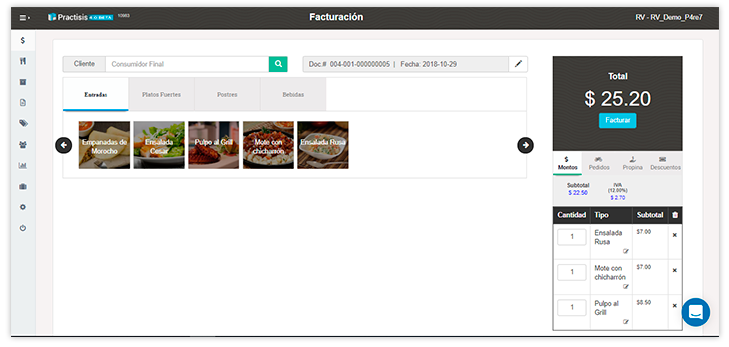 Practisis 4.0 BETA 10863
Facturación
RV - RV_Demo_P4re7
Cliente
Consumidor Final
Doc.# 004-001-000000005 | Fecha: 2018-10-29
Entradas
Platos Fuertes
Postres
Bebidas
Empanadas de
Morocho
Ensalada
Cesar
Pulpo al Grill
Mote con
chicharrón
Ensalada Rusa
Total
$ 25.20
Facturar
$
Montos
Pedidos
Propina
Descuentos
Subtotal
$ 22.50
IVA
(12.00%)
$ 2.70
Cantidad
Tipo
Subtotal
1
Ensalada
Rusa
$7.00
1
Mote con
chicharrón
$7.00
1
Pulpo al
Grill
$8.50